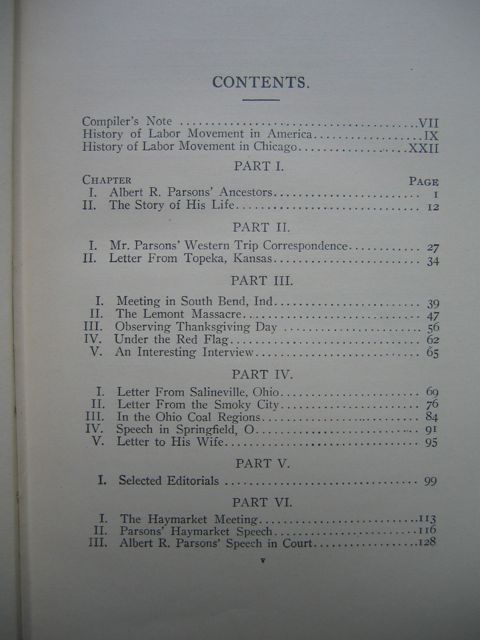 CONTENTS.
Compiler's Note ..................................VII
History of Labor Movement in America................IX
History of Labor Movement in Chicago................XXII
PART I.
CHAPTER PAGE
I. Albert R. Parsons' Ancestors...................... 1
II. The Story of His Life............................ 12
PART II.
I. Mr. Parsons' Western Trip Correspondence........... 27
II. Letter From Topeka, Kansas....................... 34
PART III.
I. Meeting in South Bend, Ind....................... 39
II. The Lemont Massacre............................. 47
III. Observing Thanksgiving Day .................... 56
IV. Under the Red Flag.............................. 62
V. An Interesting Interview......................... 65
PART IV.
I. Letter From Salineville, Ohio.................... 69
II. Letter From the Smoky City...................... 76
III. In the Ohio Coal Regions....................... 84
IV. Speech in Springfield, O........................ 91
V. Letter to His Wife............................... 95
PART V.
I. Selected Editorials ............................. 99
PART VI.
I. The Haymarket Meeting............................113
II. Parsons' Haymarket Speech.......................116
III. Albert R. Parsons' Speech in Court.............128
v